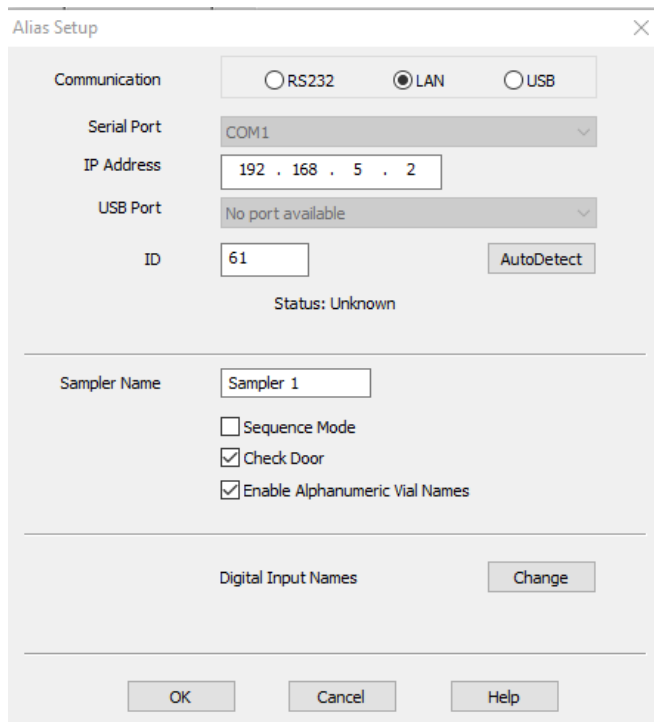 Alias Setup
Communication RS232 LAN USB
Serial Port COM1
IP Address 192 . 168 . 5 . 2
USB Port No port available
ID 61 AutoDetect
Status: Unknown
Sampler Name Sampler 1
Sequence Mode
Check Door
Enable Alphanumeric Vial Names
Digital Input Names Change
OK Cancel Help